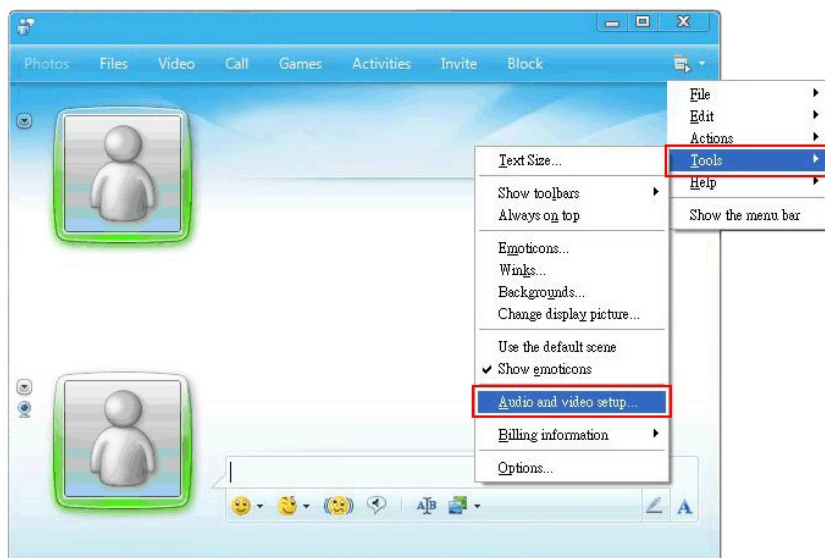 Photos Files Video Call Games Activities Invite Block
File
Edit
Actions
Tools
Help
Show the menu bar
Text Size...
Show toolbars
Always on top
Emoticons...
Winks...
Backgrounds...
Change display picture...
Use the default scene
Show emoticons
Audio and video setup...
Billing information
Options...
A B
A